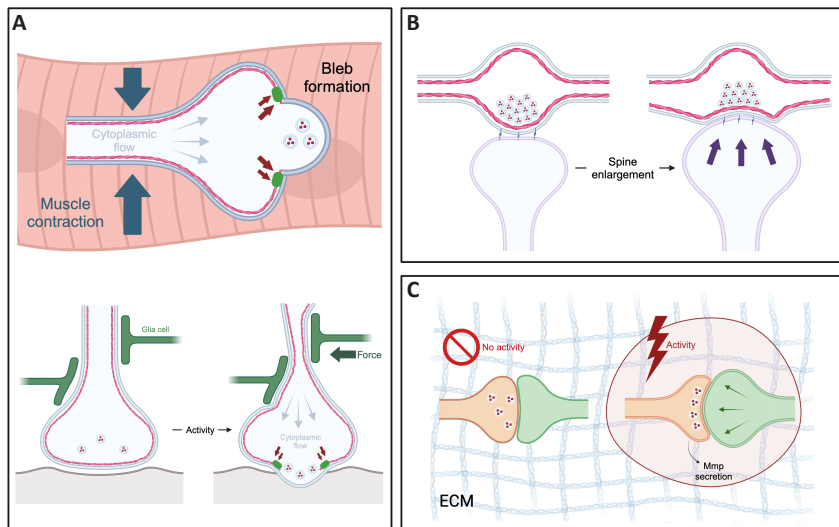 A
Bleb
formation
Cytoplasmic
flow
Muscle
contraction
Glia cell
Force
Activity
Cytoplasmic
flow
B
Spine
enlargement
C
No activity
Activity
Mmp
secretion
ECM